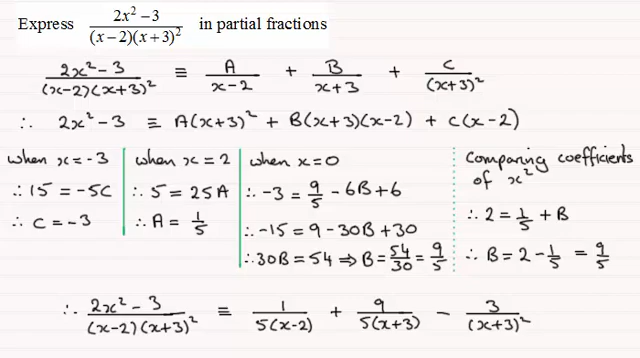 Express (2x² – 3)/((x – 2)(x + 3)²) in partial fractions
(2x² – 3)/((x–2)(x+3)²) ≡ A/(x–2) + B/(x+3) + C/(x+3)²
∴ 2x² – 3 ≡ A(x+3)² + B(x+3)(x–2) + C(x–2)
when x = –3
∴ 15 = –5C
∴ C = –3
when x = 2
∴ 5 = 25A
∴ A = 1/5
when x = 0
∴ –3 = 9/5 – 6B + 6
∴ –15 = 9 – 30B + 30
∴ 30B = 54 ⇒ B = 54/30 = 9/5
Comparing coefficients
of x²
∴ 2 = 1/5 + B
∴ B = 2 – 1/5 = 9/5
∴ (2x² – 3)/((x–2)(x+3)²) ≡ 1/(5(x–2)) + 9/(5(x+3)) – 3/(x+3)²